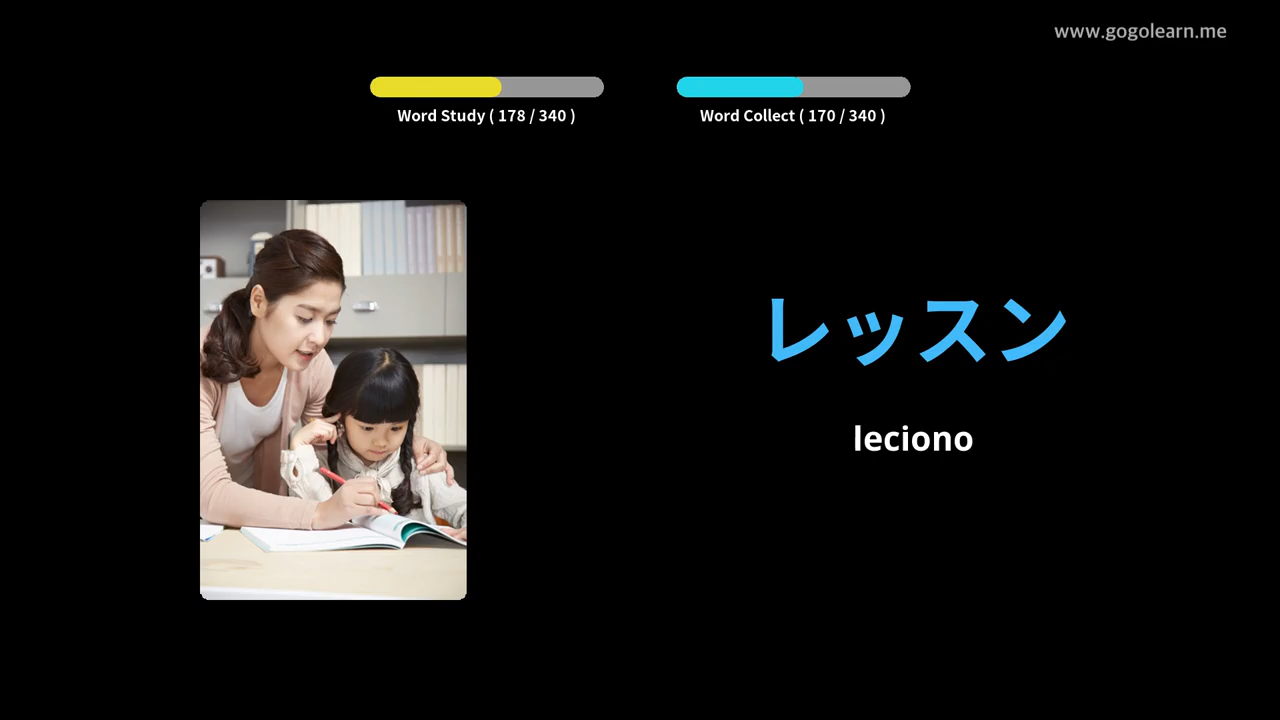 www.gogolearn.me
Word Study ( 178 / 340 )
Word Collect ( 170 / 340 )
レッスン
leciono